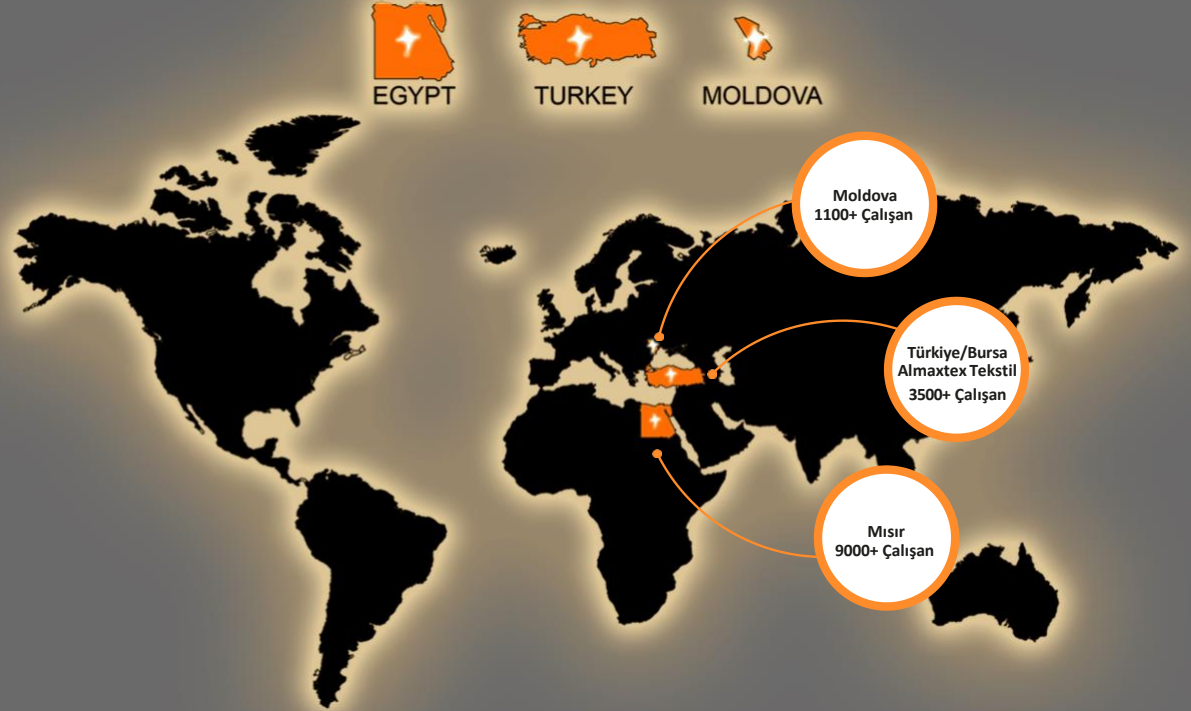 EGYPT
TURKEY
MOLDOVA
Moldova
1100+ Çalışan
Türkiye/Bursa
Almaxtex Tekstil
3500+ Çalışan
Mısır
9000+ Çalışan